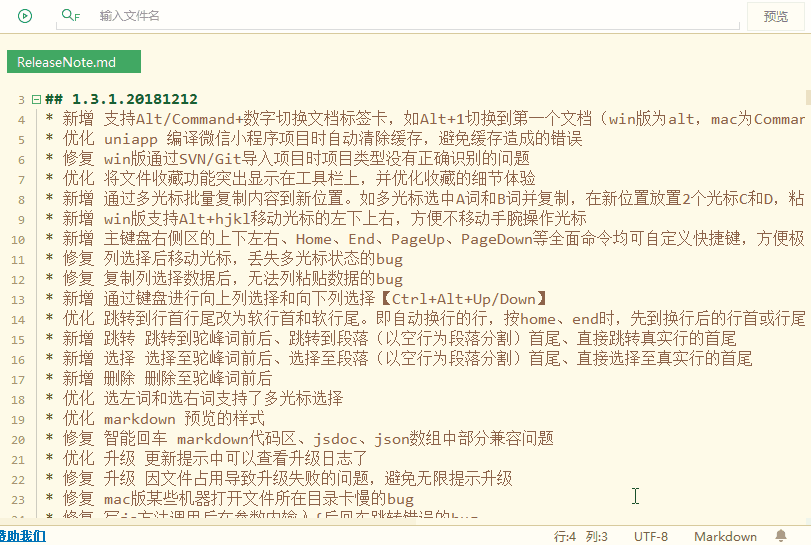 输入文件名
预览
ReleaseNote.md
3 ## 1.3.1.20181212
4 * 新增 支持Alt/Command+数字切换文档标签卡，如Alt+1切换到第一个文档（win版为alt，mac为Commar
5 * 优化 uniapp 编译微信小程序项目时自动清除缓存，避免缓存造成的错误
6 * 修复 win版通过SVN/Git导入项目时项目类型没有正确识别的问题
7 * 优化 将文件收藏功能突出显示在工具栏上，并优化收藏的细节体验
8 * 新增 通过多光标批量复制内容到新位置。如多光标选中A词和B词并复制，在新位置放置2个光标C和D，粘
9 * 新增 win版支持Alt+hjkl移动光标的左下上右，方便不移动手腕操作光标
10 * 新增 主键盘右侧区的上下左右、Home、End、PageUp、PageDown等全面命令均可自定义快捷键，方便极
11 * 修复 列选择后移动光标，丢失多光标状态的bug
12 * 修复 复制列选择数据后，无法列粘贴数据的bug
13 * 新增 通过键盘进行向上列选择和向下列选择【Ctrl+Alt+Up/Down】
14 * 优化 跳转到行首行尾改为软行首和软行尾。即自动换行的行，按home、end时，先到换行后的行首或行尾
15 * 新增 跳转 跳转到驼峰词前后、跳转到段落（以空行为段落分割）首尾、直接跳转真实行的首尾
16 * 新增 选择 选择至驼峰词前后、选择至段落（以空行为段落分割）首尾、直接选择至真实行的首尾
17 * 新增 删除 删除至驼峰词前后
18 * 优化 选左词和选右词支持了多光标选择
19 * 优化 markdown 预览的样式
20 * 修复 智能回车 markdown代码区、jsdoc、json数组中部分兼容问题
21 * 优化 升级 更新提示中可以查看升级日志了
22 * 修复 升级 因文件占用导致升级失败的问题，避免无限提示升级
23 * 修复 mac版某些机器打开文件所在目录卡慢的bug
* 修复 写js方法调用后在参数内输入{后回车跳转错误的bug
赞助我们
行:4 列:3 UTF-8 Markdown